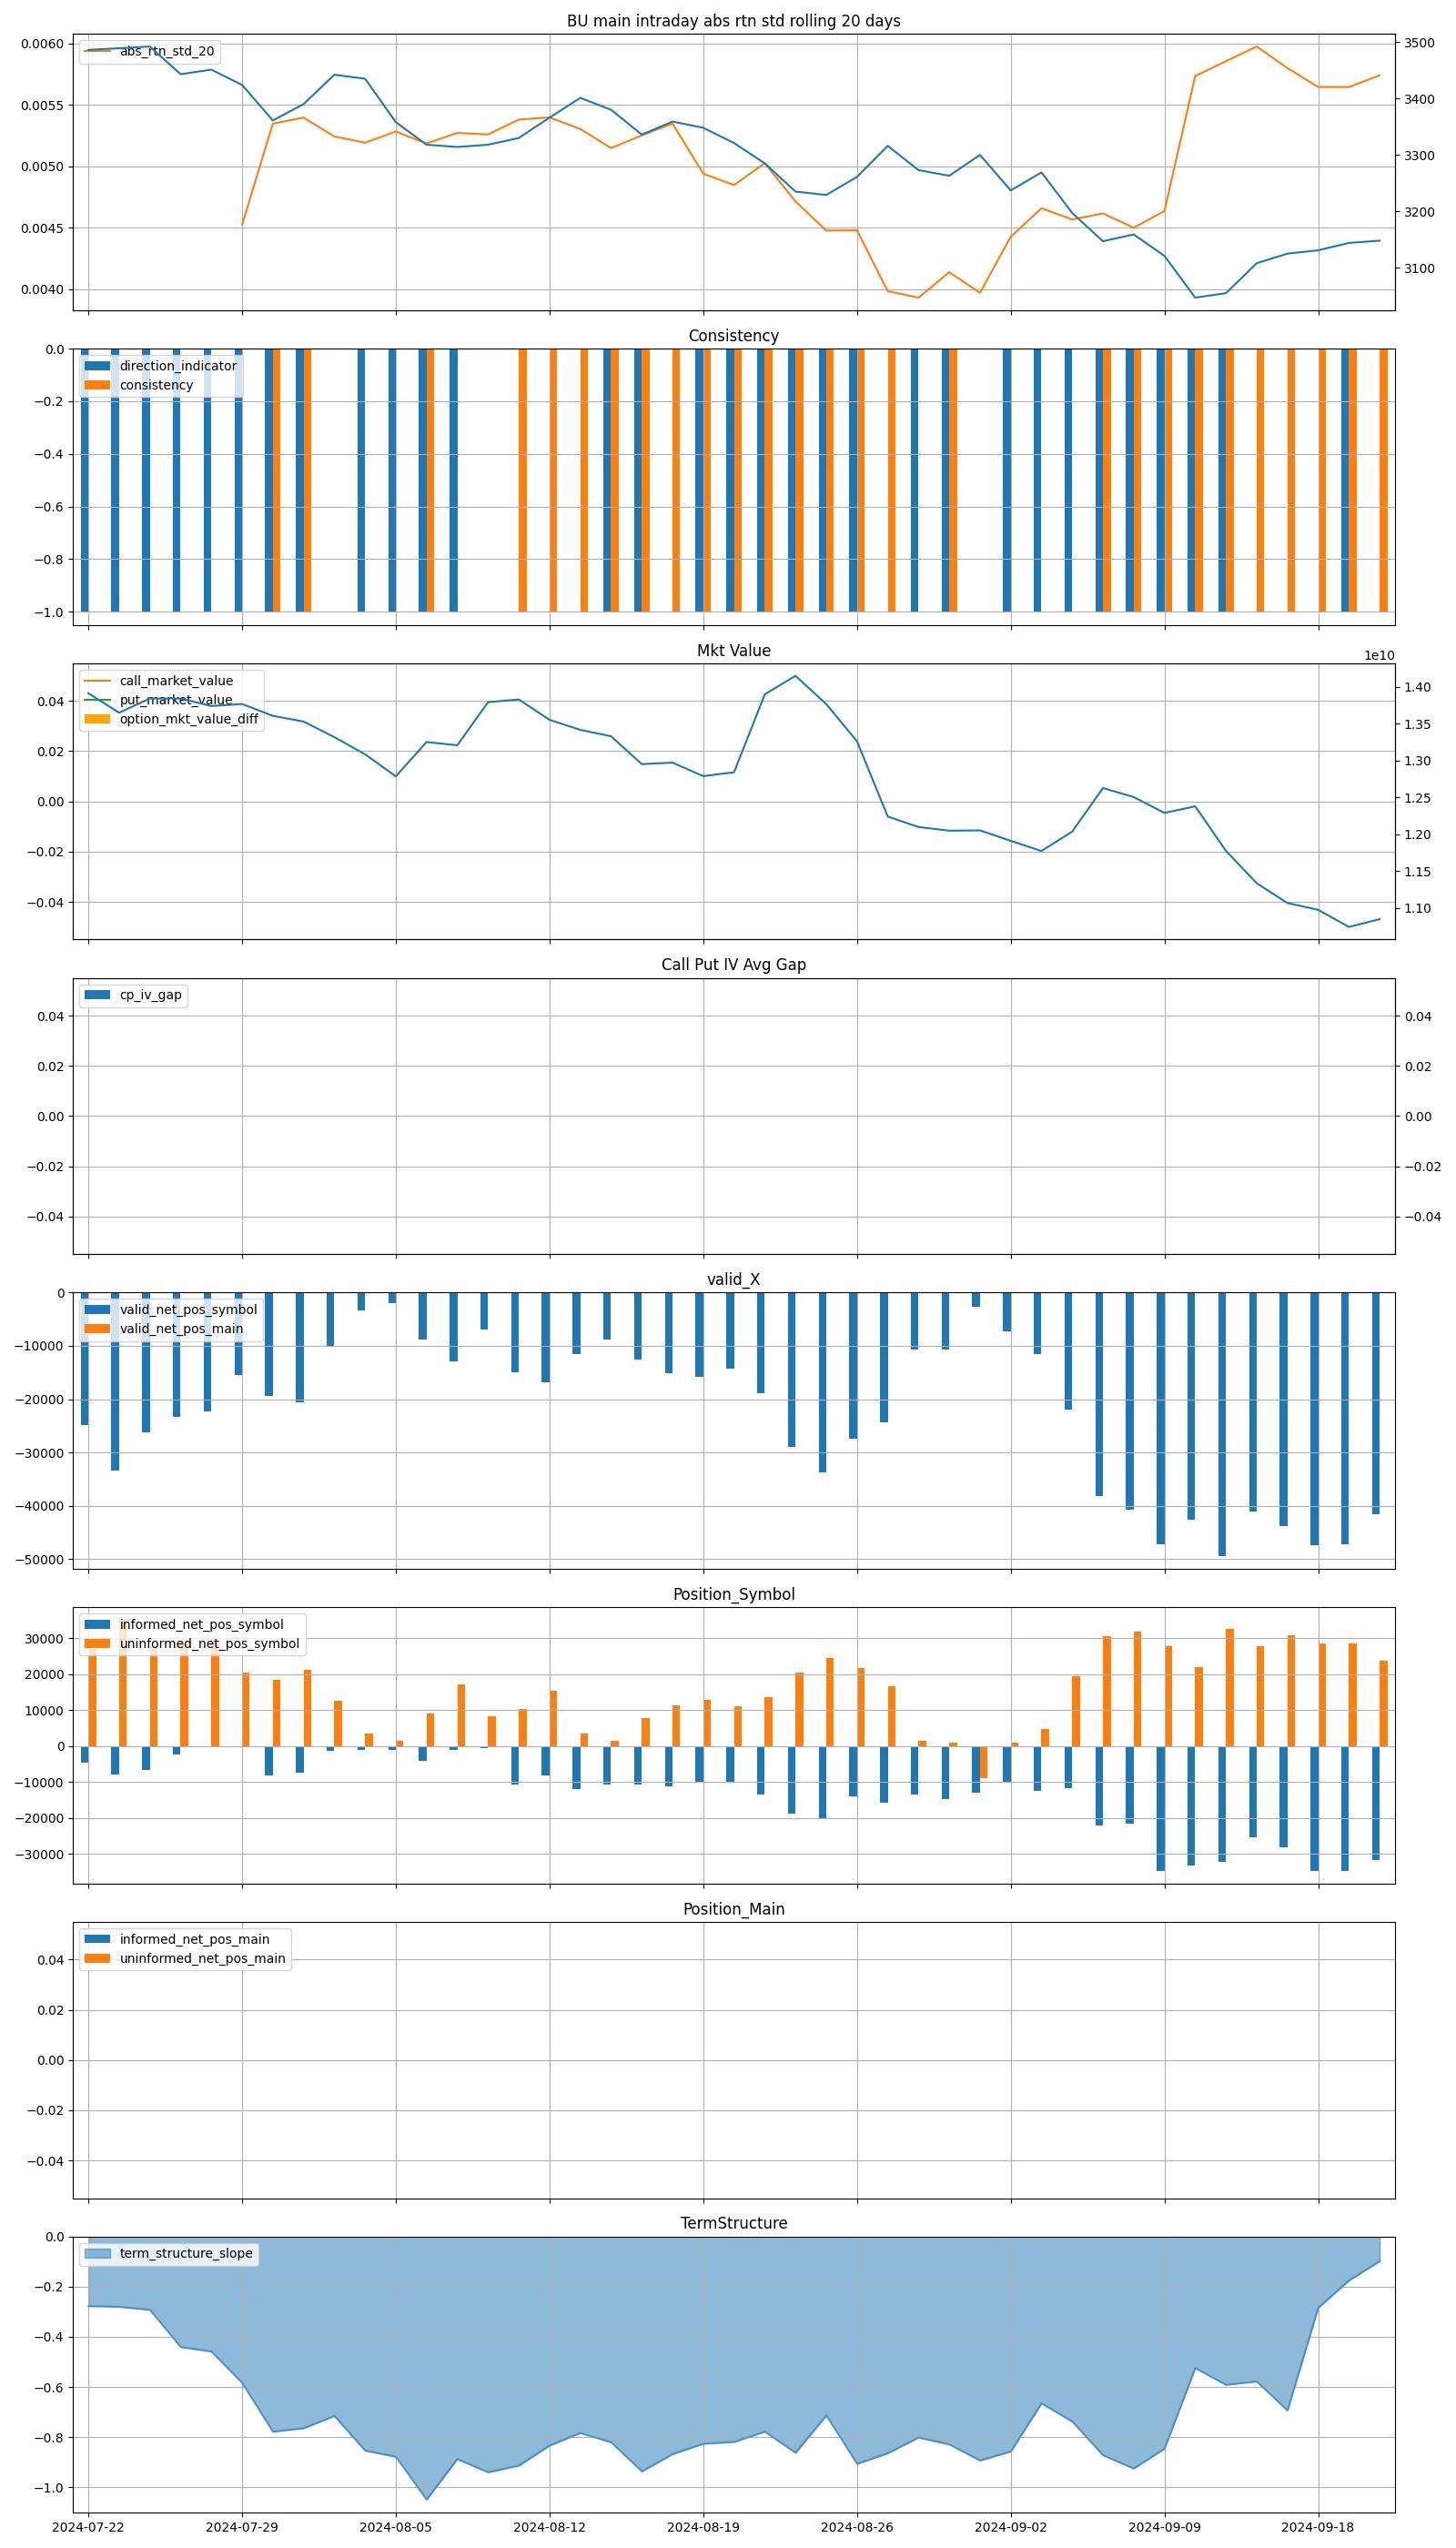 BU main intraday abs rtn std rolling 20 days
abs_rtn_std_20
0.0060
0.0055
0.0050
0.0045
0.0040
3500
3400
3300
3200
3100
Consistency
direction_indicator
consistency
0.0
−0.2
−0.4
−0.6
−0.8
−1.0
Mkt Value
1e10
call_market_value
put_market_value
option_mkt_value_diff
0.04
0.02
0.00
−0.02
−0.04
1.40
1.35
1.30
1.25
1.20
1.15
1.10
Call Put IV Avg Gap
cp_iv_gap
0.04
0.02
0.00
−0.02
−0.04
0.04
0.02
0.00
−0.02
−0.04
valid_X
valid_net_pos_symbol
valid_net_pos_main
0
−10000
−20000
−30000
−40000
−50000
Position_Symbol
informed_net_pos_symbol
uninformed_net_pos_symbol
30000
20000
10000
0
−10000
−20000
−30000
Position_Main
informed_net_pos_main
uninformed_net_pos_main
0.04
0.02
0.00
−0.02
−0.04
TermStructure
term_structure_slope
0.0
−0.2
−0.4
−0.6
−0.8
−1.0
2024-07-22 2024-07-29 2024-08-05 2024-08-12 2024-08-19 2024-08-26 2024-09-02 2024-09-09 2024-09-18